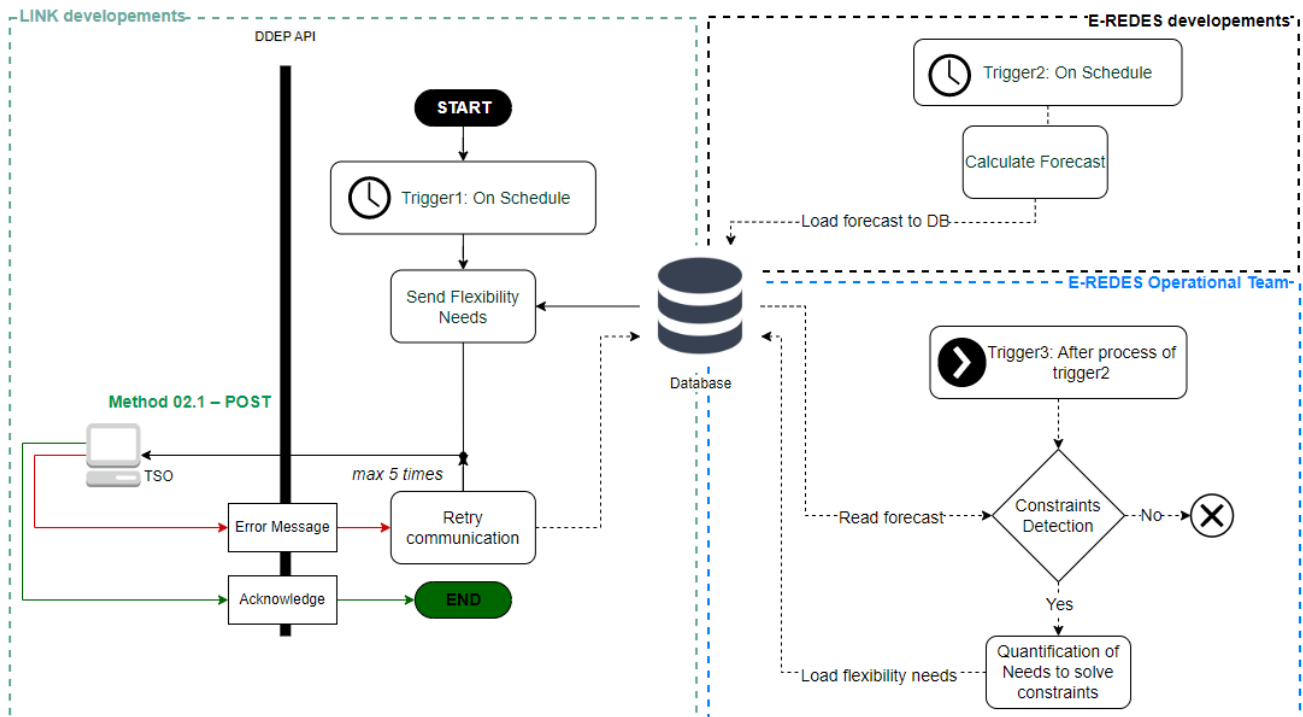 LINK developements
DDEP API
START
Trigger1: On Schedule
Send Flexibility
Needs
Method 02.1 – POST
TSO
max 5 times
Error Message
Retry
communication
Acknowledge
END
Database
E-REDES developements
Trigger2: On Schedule
Calculate Forecast
Load forecast to DB
E-REDES Operational Team
Trigger3: After process of
trigger2
Read forecast
Constraints
Detection
No
Yes
Quantification of
Needs to solve
constraints
Load flexibility needs